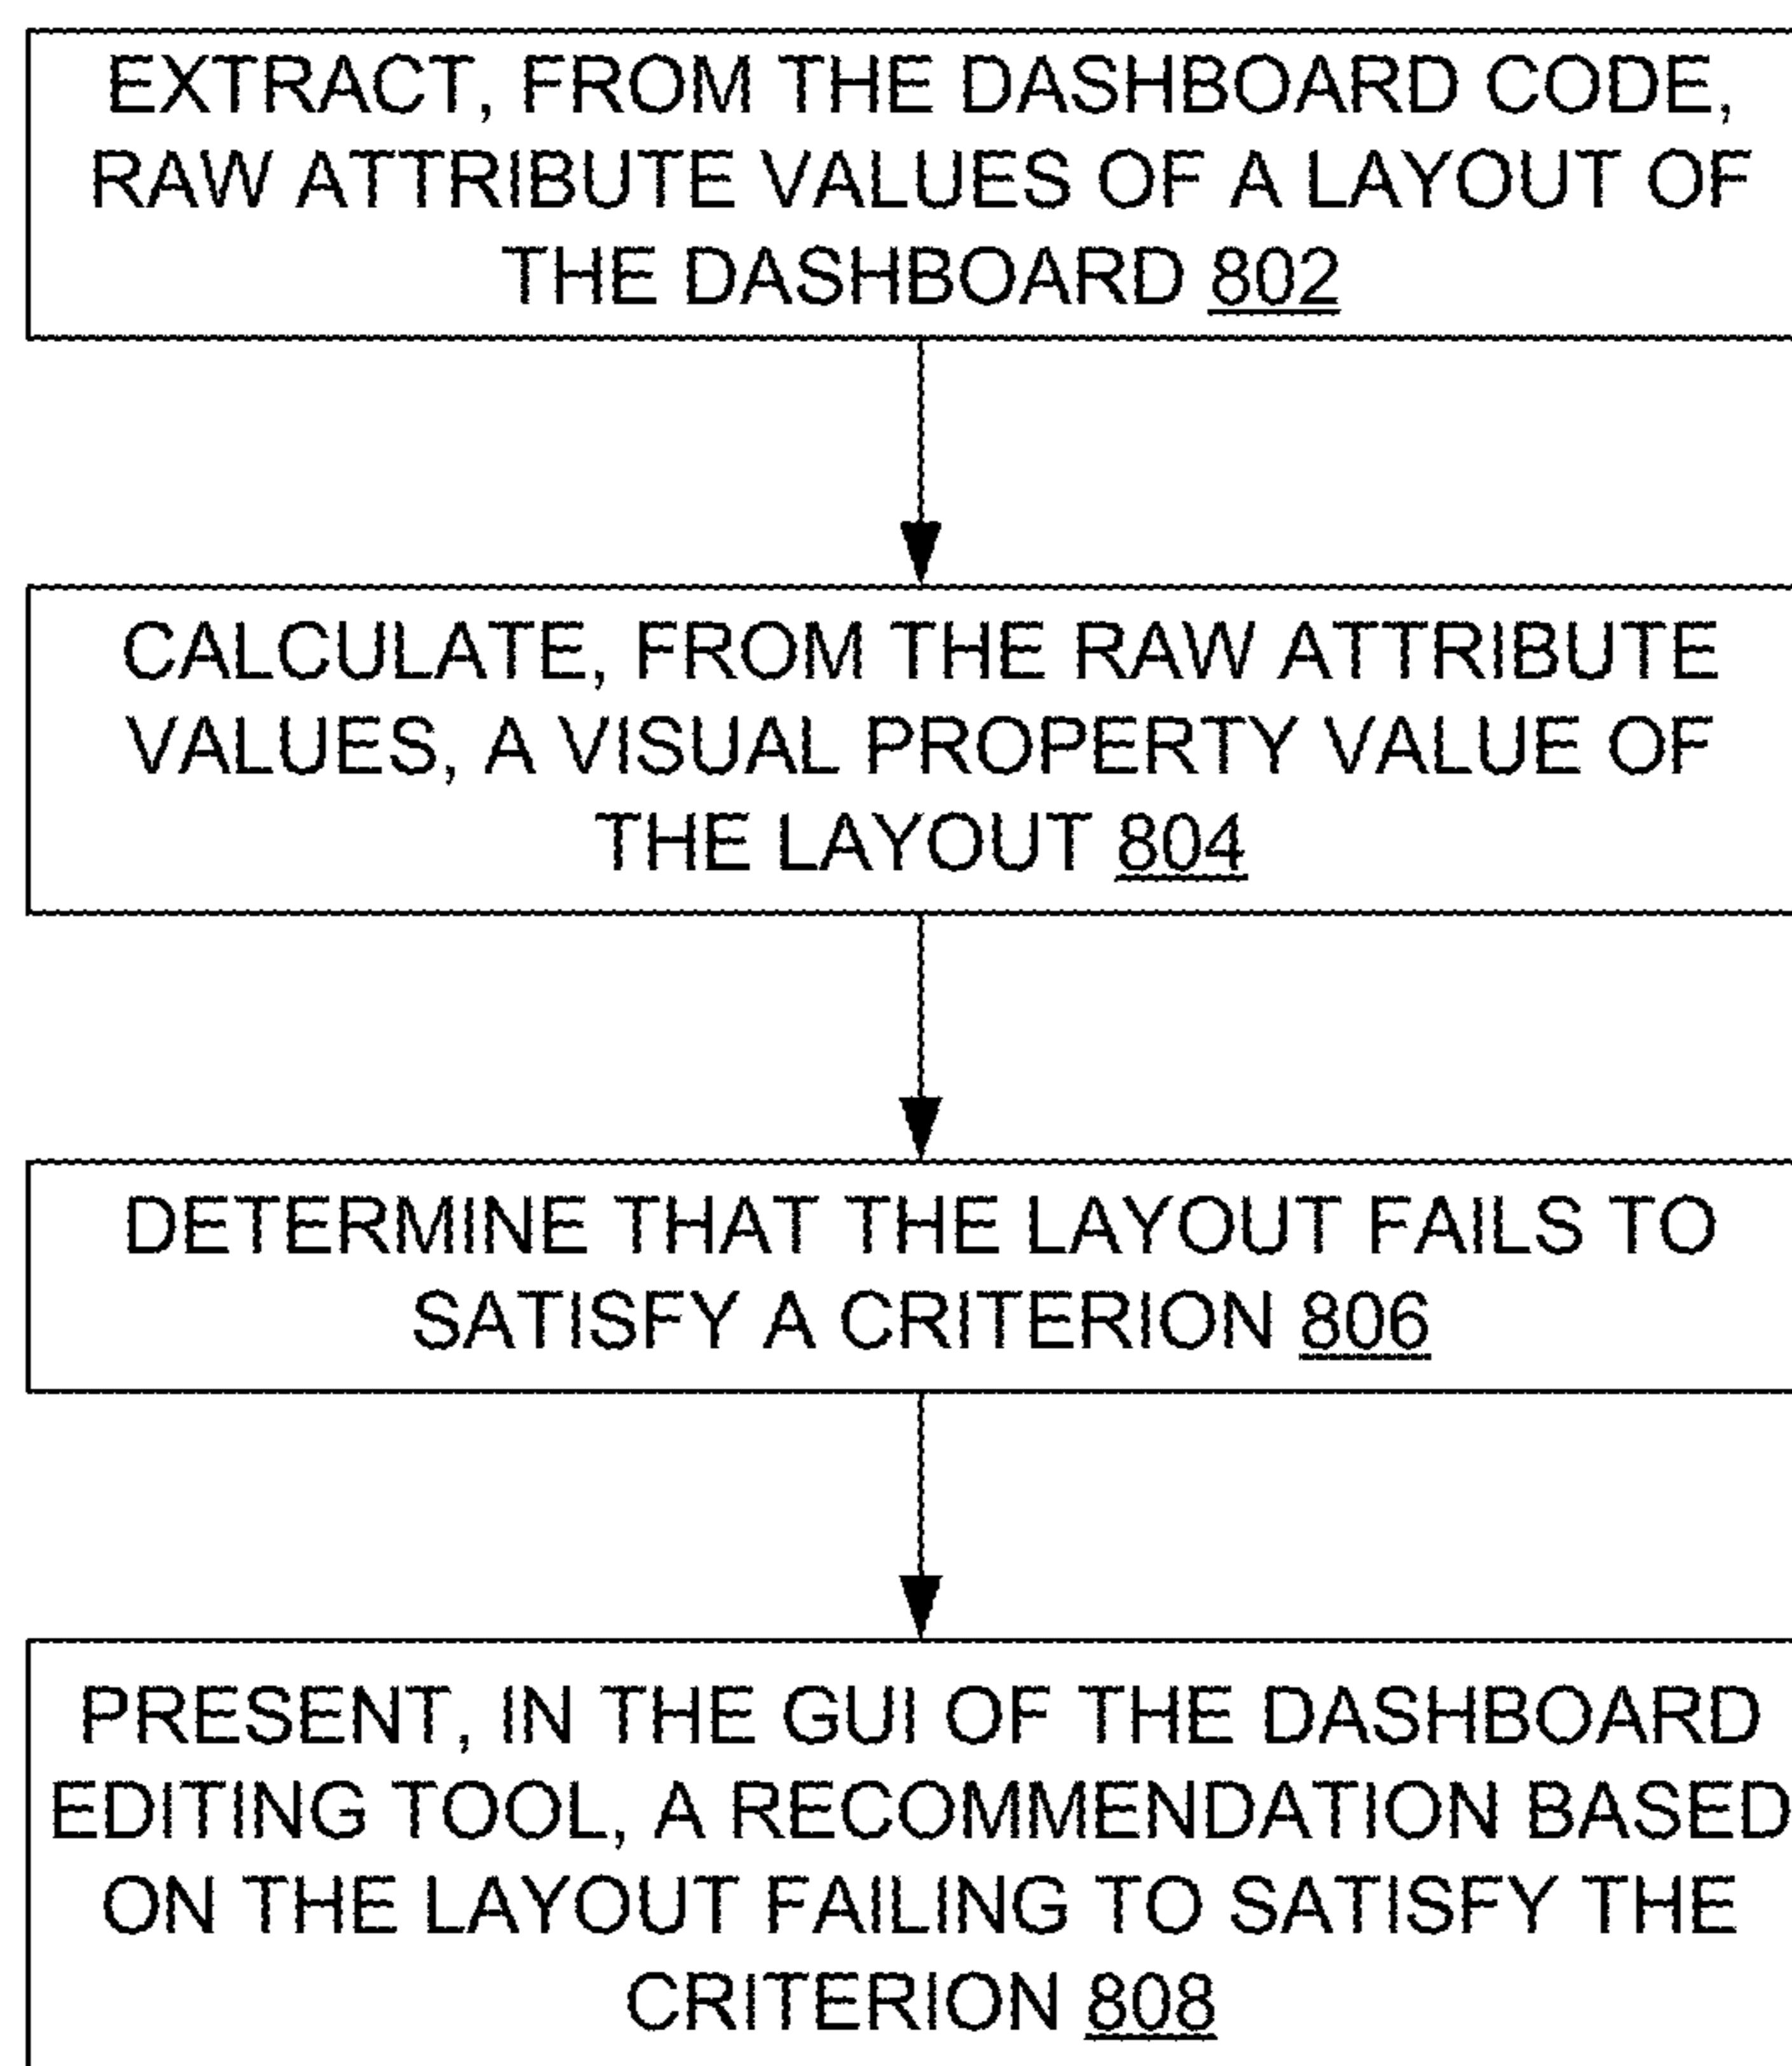 EXTRACT, FROM THE DASHBOARD CODE,
RAW ATTRIBUTE VALUES OF A LAYOUT OF
THE DASHBOARD 802
CALCULATE, FROM THE RAW ATTRIBUTE
VALUES, A VISUAL PROPERTY VALUE OF
THE LAYOUT 804
DETERMINE THAT THE LAYOUT FAILS TO
SATISFY A CRITERION 806
PRESENT, IN THE GUI OF THE DASHBOARD
EDITING TOOL, A RECOMMENDATION BASED
ON THE LAYOUT FAILING TO SATISFY THE
CRITERION 808